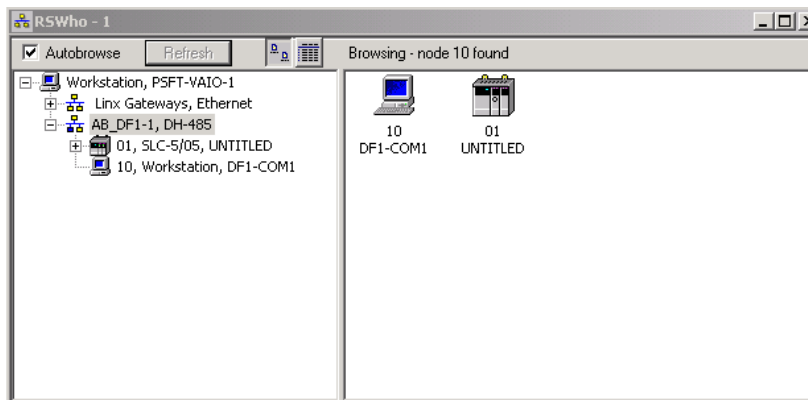 RSWho - 1
Autobrowse
Refresh
Browsing - node 10 found
Workstation, PSFT-VAIO-1
Linx Gateways, Ethernet
AB_DF1-1, DH-485
01, SLC-5/05, UNTITLED
10, Workstation, DF1-COM1
10
DF1-COM1
01
UNTITLED